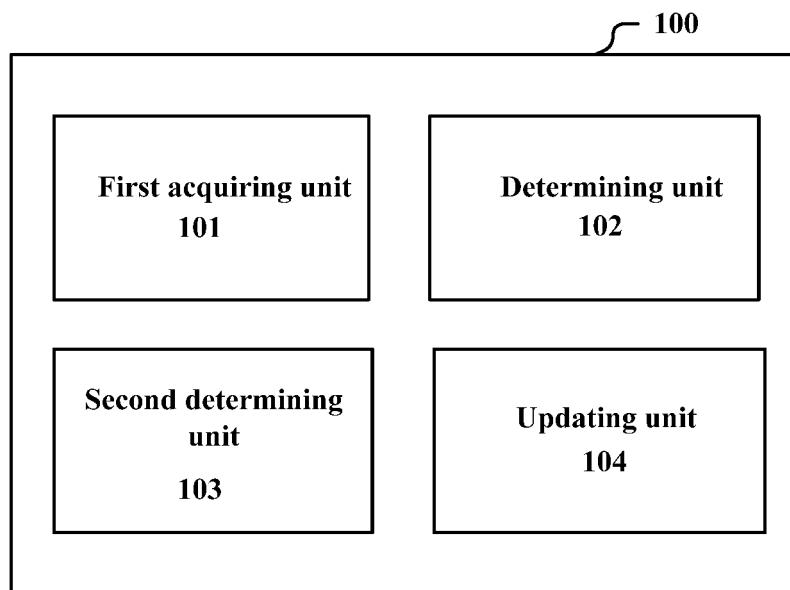 100
First acquiring unit
101
Determining unit
102
Second determining
unit
103
Updating unit
104